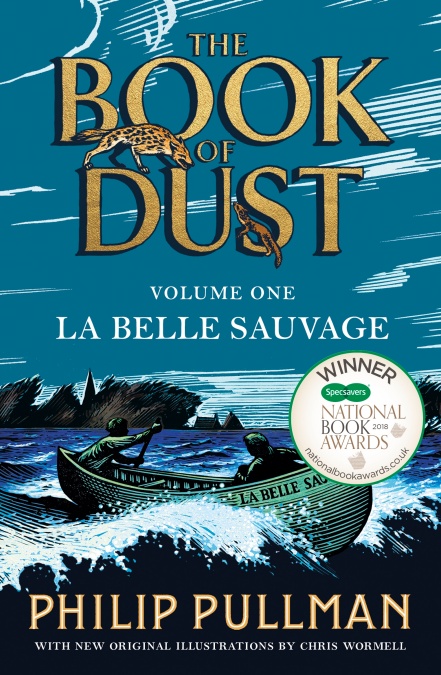 THE
BOOK
OF
DUST
VOLUME ONE
LA BELLE SAUVAGE
WINNER
Specsavers
NATIONAL
BOOK 2018
AWARDS
nationalbookawards.co.uk
LA BELLE SAU
PHILIP PULLMAN
WITH NEW ORIGINAL ILLUSTRATIONS BY CHRIS WORMELL